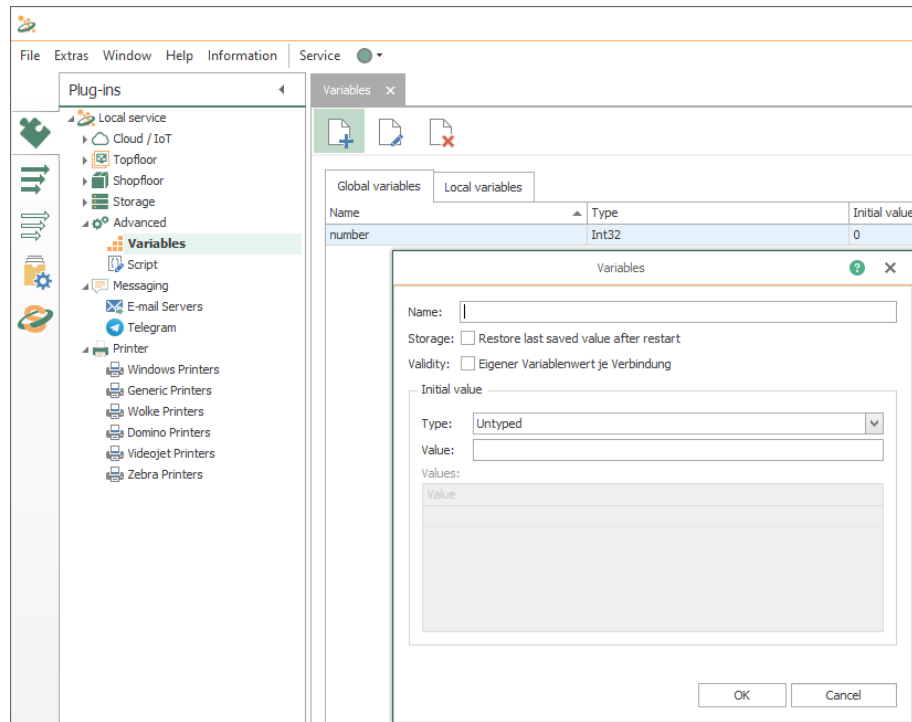 File Extras Window Help Information Service
Plug-ins
Local service
Cloud / IoT
Topfloor
Shopfloor
Storage
Advanced
Variables
Script
Messaging
E-mail Servers
Telegram
Printer
Windows Printers
Generic Printers
Wolke Printers
Domino Printers
Videojet Printers
Zebra Printers
Variables
Global variables Local variables
Name Type Initial value
number Int32 0
Variables
Name:
Storage: Restore last saved value after restart
Validity: Eigener Variablenwert je Verbindung
Initial value
Type: Untyped
Value:
Values:
Value
OK Cancel